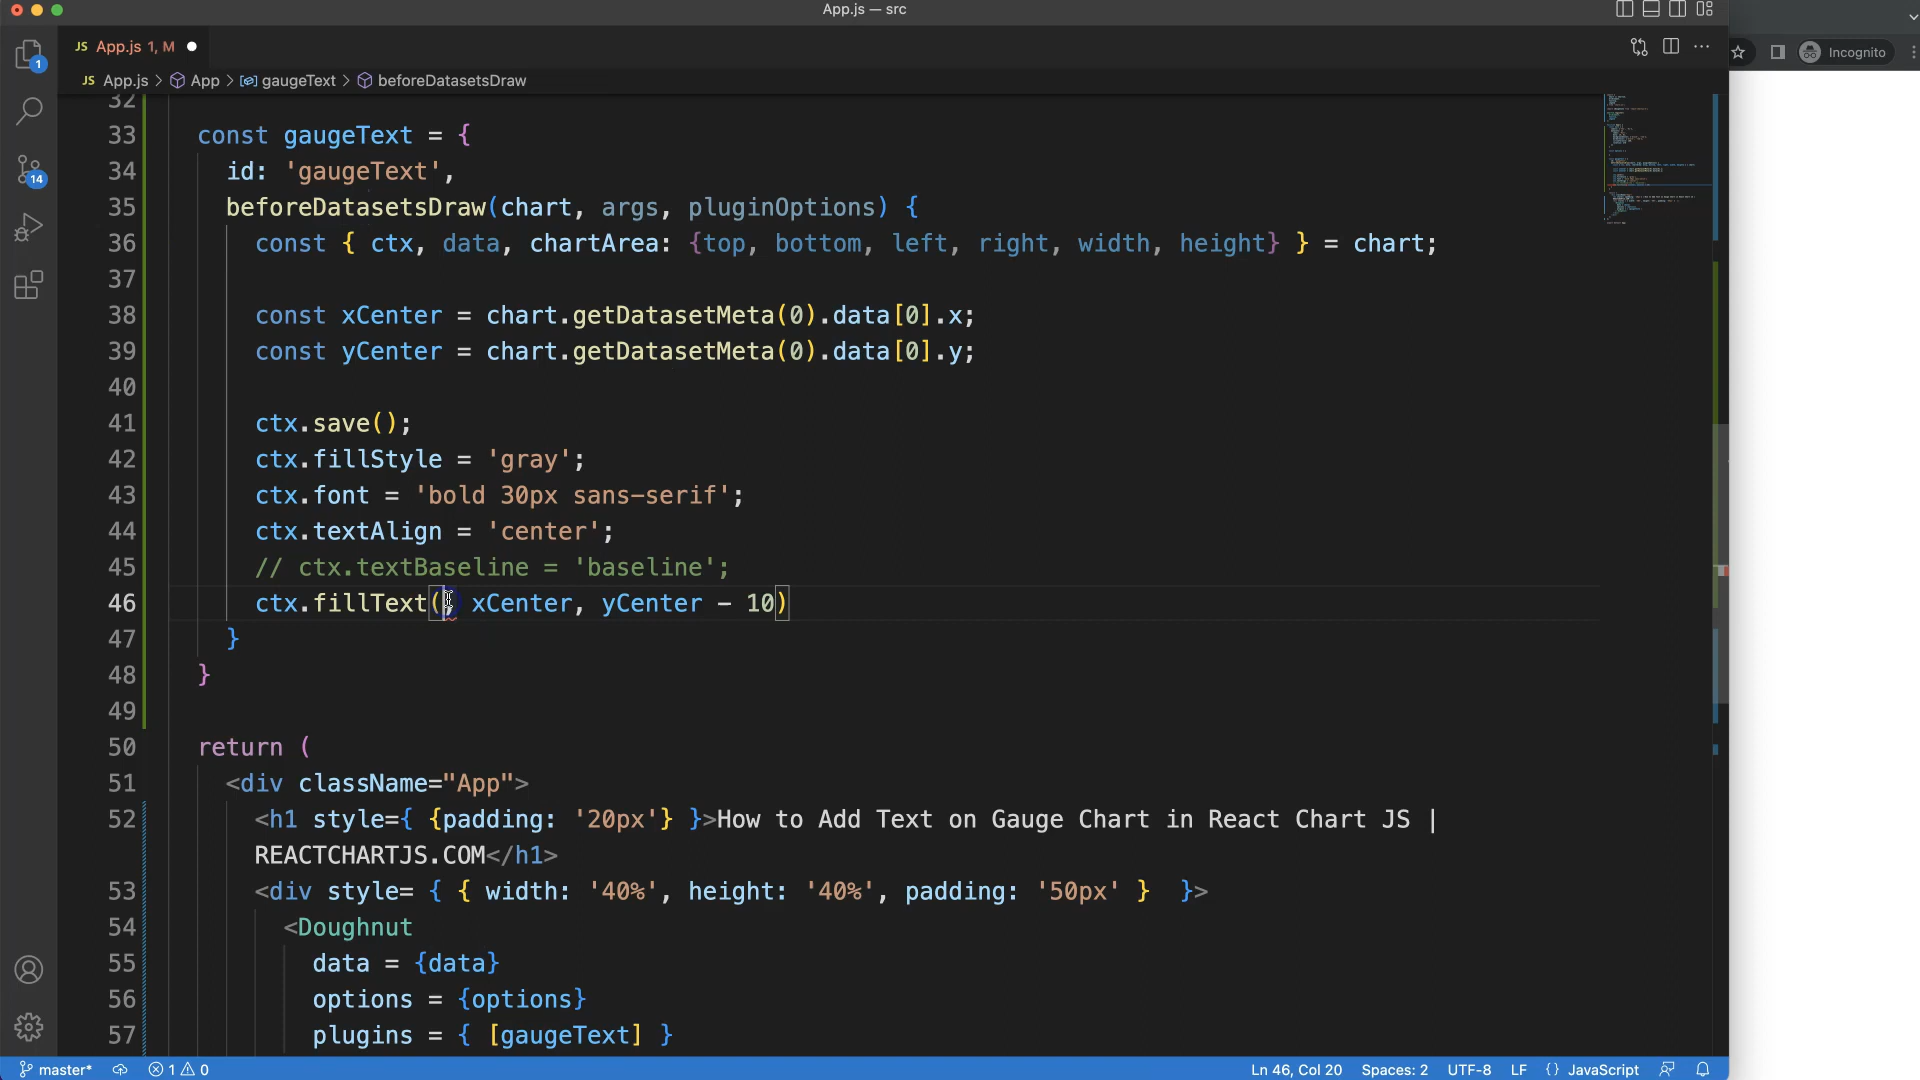 App.js — src
JS App.js 1, M
Incognito
JS App.js > App > gaugeText > beforeDatasetsDraw
1
14
32
33 const gaugeText = {
34 id: 'gaugeText',
35 beforeDatasetsDraw(chart, args, pluginOptions) {
36 const { ctx, data, chartArea: {top, bottom, left, right, width, height} } = chart;
37
38 const xCenter = chart.getDatasetMeta(0).data[0].x;
39 const yCenter = chart.getDatasetMeta(0).data[0].y;
40
41 ctx.save();
42 ctx.fillStyle = 'gray';
43 ctx.font = 'bold 30px sans-serif';
44 ctx.textAlign = 'center';
45 // ctx.textBaseline = 'baseline';
46 ctx.fillText(, xCenter, yCenter - 10)
47 }
48 }
49
50 return (
51 <div className="App">
52 <h1 style={ {padding: '20px'} }>How to Add Text on Gauge Chart in React Chart JS |
REACTCHARTJS.COM</h1>
53 <div style= { { width: '40%', height: '40%', padding: '50px' }  }>
54 <Doughnut
55 data = {data}
56 options = {options}
57 plugins = { [gaugeText] }
master* 1 0 Ln 46, Col 20 Spaces: 2 UTF-8 LF {} JavaScript